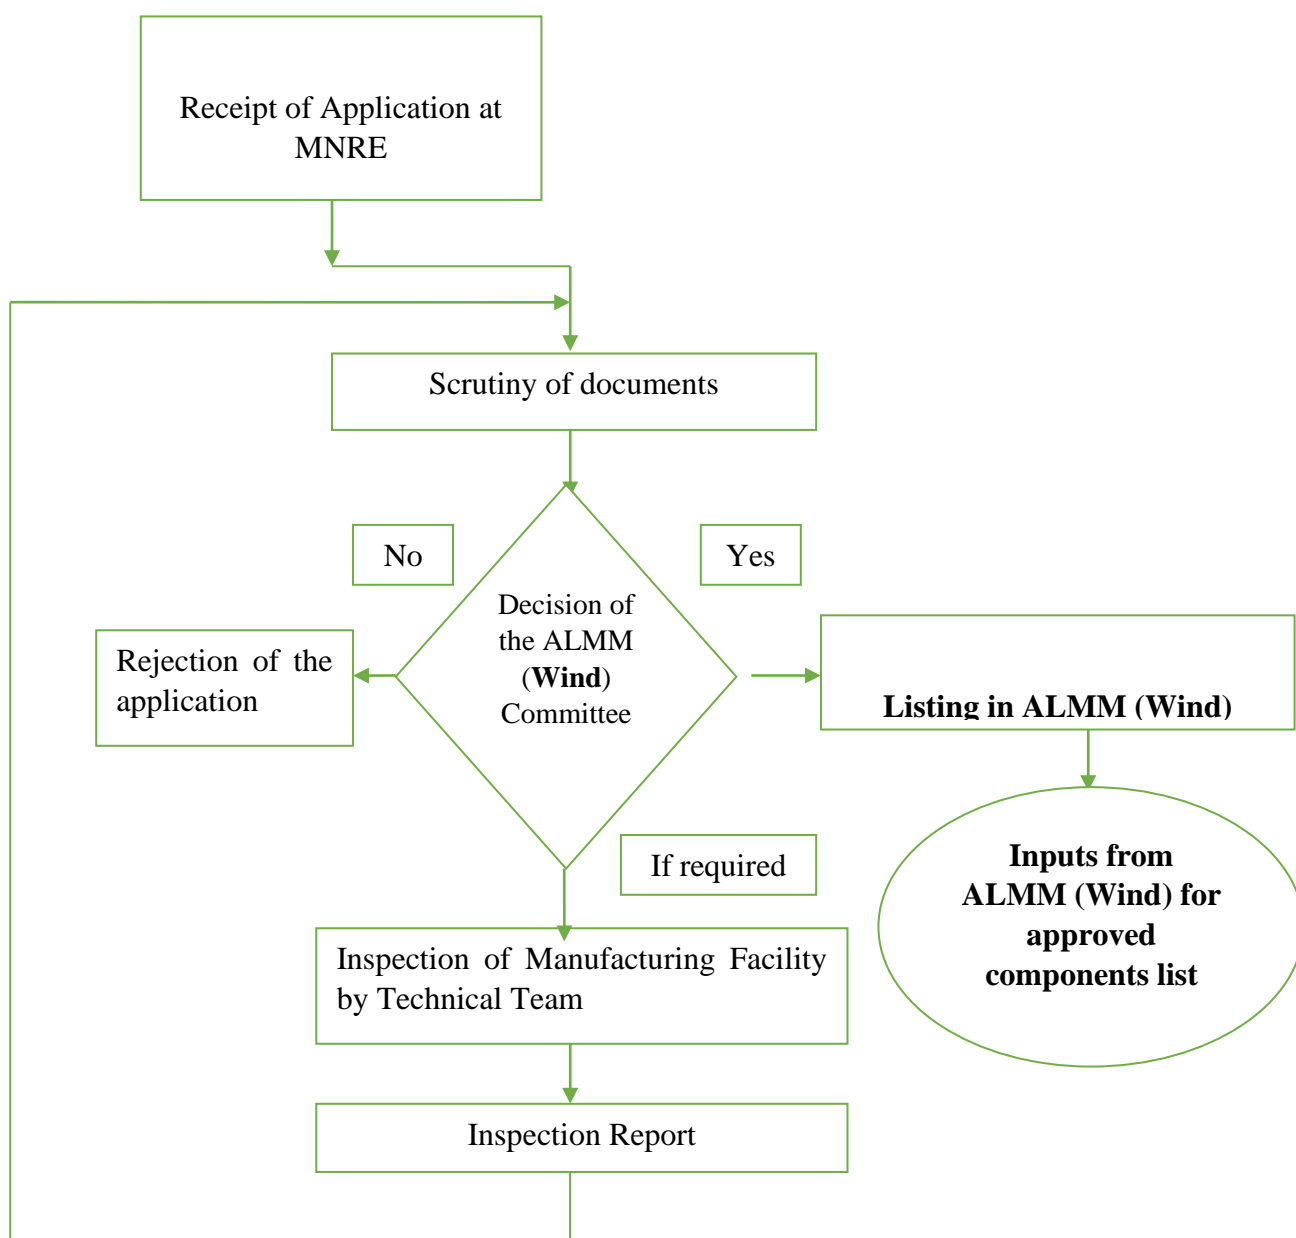 Receipt of Application at
MNRE
Scrutiny of documents
No
Yes
Decision of
the ALMM
(Wind)
Committee
Rejection of the
application
Listing in ALMM (Wind)
If required
Inputs from
ALMM (Wind) for
approved
components list
Inspection of Manufacturing Facility
by Technical Team
Inspection Report